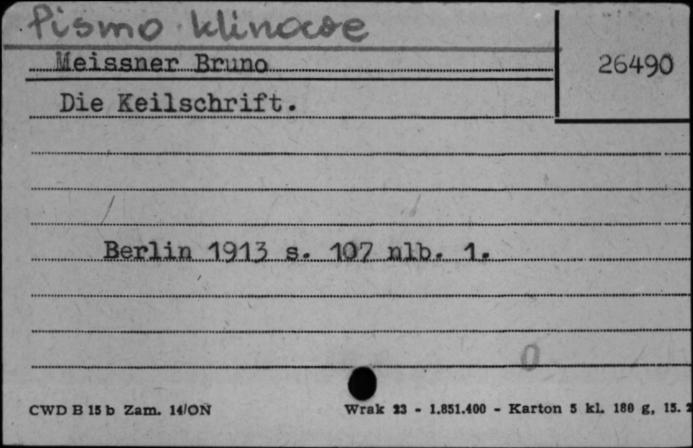 Pismo klinowe
Meissner Bruno
26490
Die Keilschrift.
Berlin 1913 s. 107 nlb. 1.
0
CWD B 15 b Zam. 14/ON
Wrak 23 - 1.851.400 - Karton 5 kl. 180 g, 15.